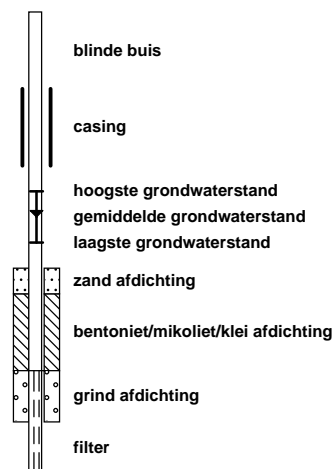 blinde buis
casing
hoogste grondwaterstand
gemiddelde grondwaterstand
laagste grondwaterstand
zand afdichting
bentoniet/mikoliet/klei afdichting
grind afdichting
filter